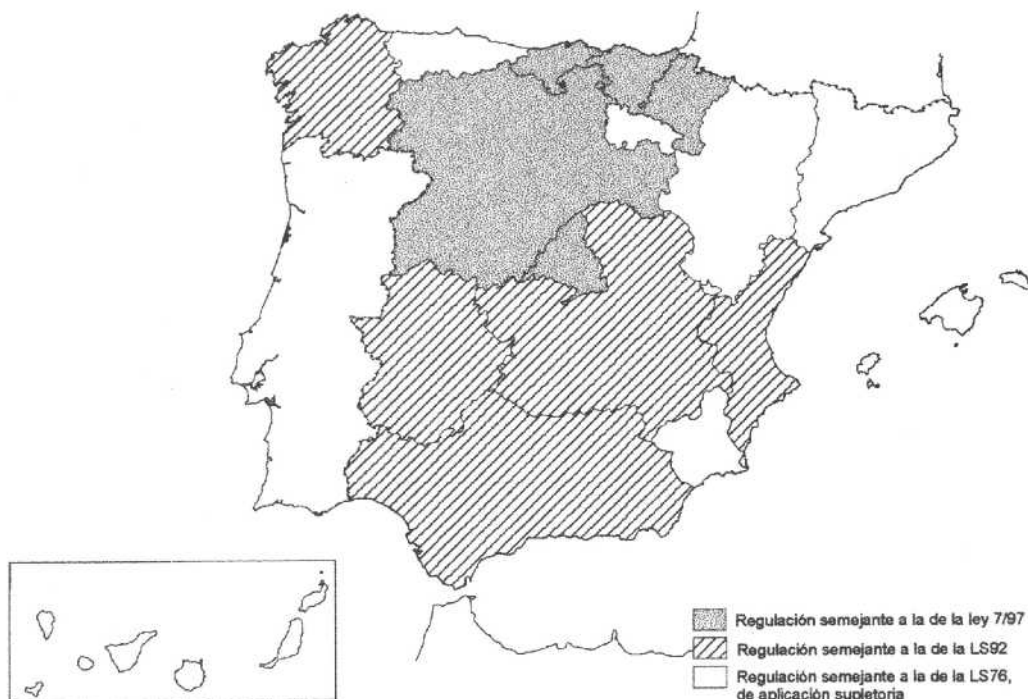 Regulación semejante a la de la ley 7/97
Regulación semejante a la de la LS92
Regulación semejante a la de la LS76,
de aplicación supletoria